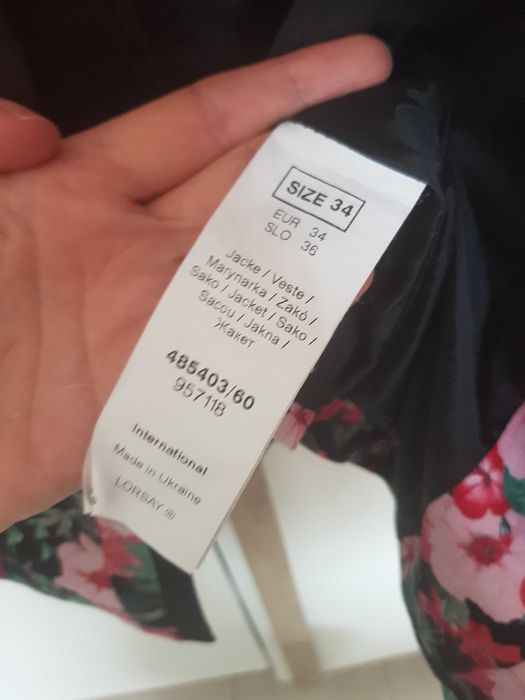 SIZE 34
EUR 34
SLO 36
Jacke / Veste /
Marynarka / Zakó /
Sako / Jacket / Sako /
Sacou / Jakna /
Жакет
485403/60
957118
International
Made in Ukraine
LORSAY ®